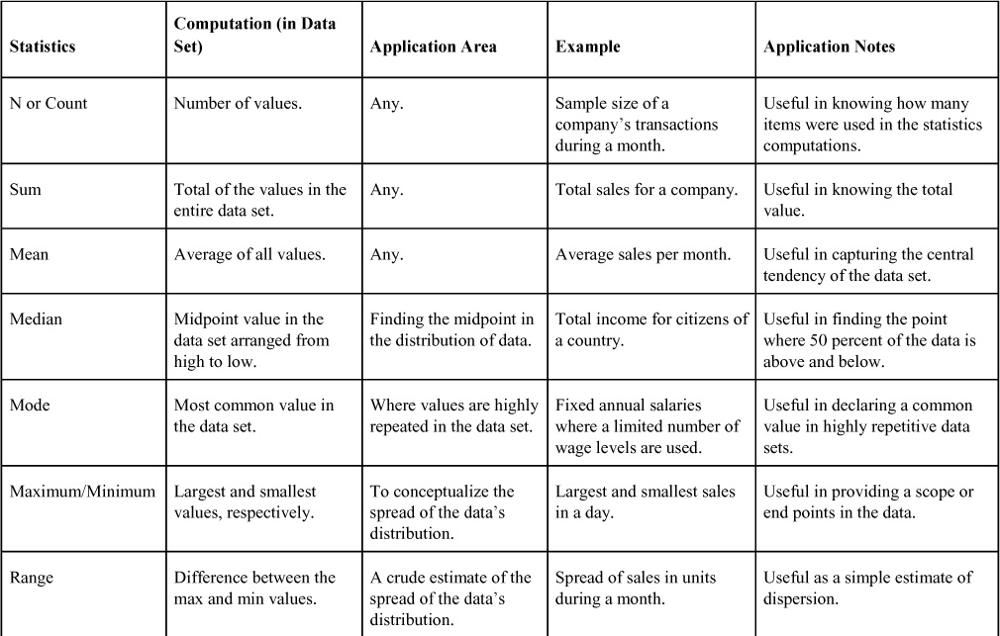 Statistics
Computation (in Data
Set)
Application Area
Example
Application Notes
N or Count
Number of values.
Any.
Sample size of a
company’s transactions
during a month.
Useful in knowing how many
items were used in the statistics
computations.
Sum
Total of the values in the
entire data set.
Any.
Total sales for a company.
Useful in knowing the total
value.
Mean
Average of all values.
Any.
Average sales per month.
Useful in capturing the central
tendency of the data set.
Median
Midpoint value in the
data set arranged from
high to low.
Finding the midpoint in
the distribution of data.
Total income for citizens of
a country.
Useful in finding the point
where 50 percent of the data is
above and below.
Mode
Most common value in
the data set.
Where values are highly
repeated in the data set.
Fixed annual salaries
where a limited number of
wage levels are used.
Useful in declaring a common
value in highly repetitive data
sets.
Maximum/Minimum
Largest and smallest
values, respectively.
To conceptualize the
spread of the data’s
distribution.
Largest and smallest sales
in a day.
Useful in providing a scope or
end points in the data.
Range
Difference between the
max and min values.
A crude estimate of the
spread of the data’s
distribution.
Spread of sales in units
during a month.
Useful as a simple estimate of
dispersion.